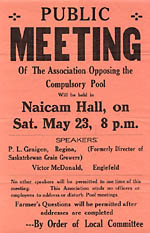 PUBLIC
MEETING
Of The Association Opposing the
Compulsory Pool
Will be held in
Naicam Hall, on
Sat. May 23, 8 p.m.
SPEAKERS
P. L. Graigen, Regina, (Formerly Director of
Saskatchewan Grain Growers)
Victor McDonald, Englefeld
No other speakers will be permitted in the time of this
meeting. This Association sends no officers or
employees to address or disturb Pool meetings.
Farmer's Questions will be permitted after
addresses are completed
---By Order of Local Committee